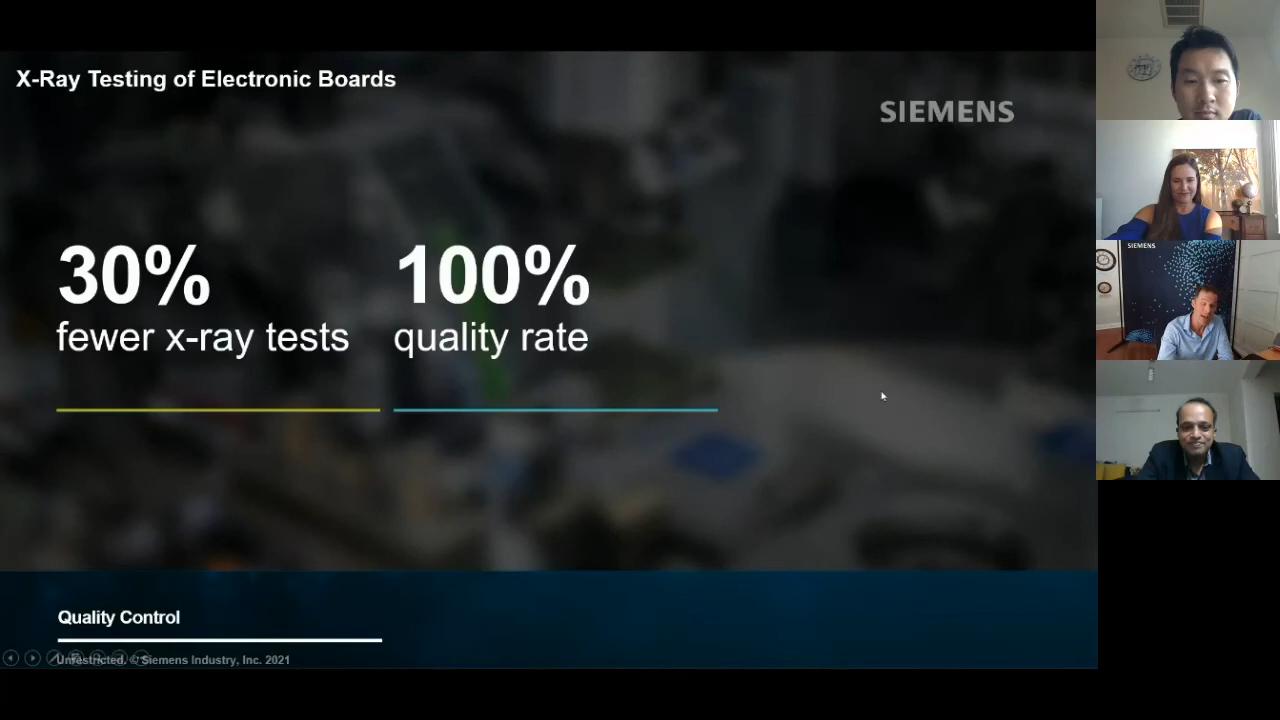 X-Ray Testing of Electronic Boards
SIEMENS
30%
fewer x-ray tests
100%
quality rate
Quality Control
Unrestricted. © Siemens Industry, Inc. 2021
SIEMENS